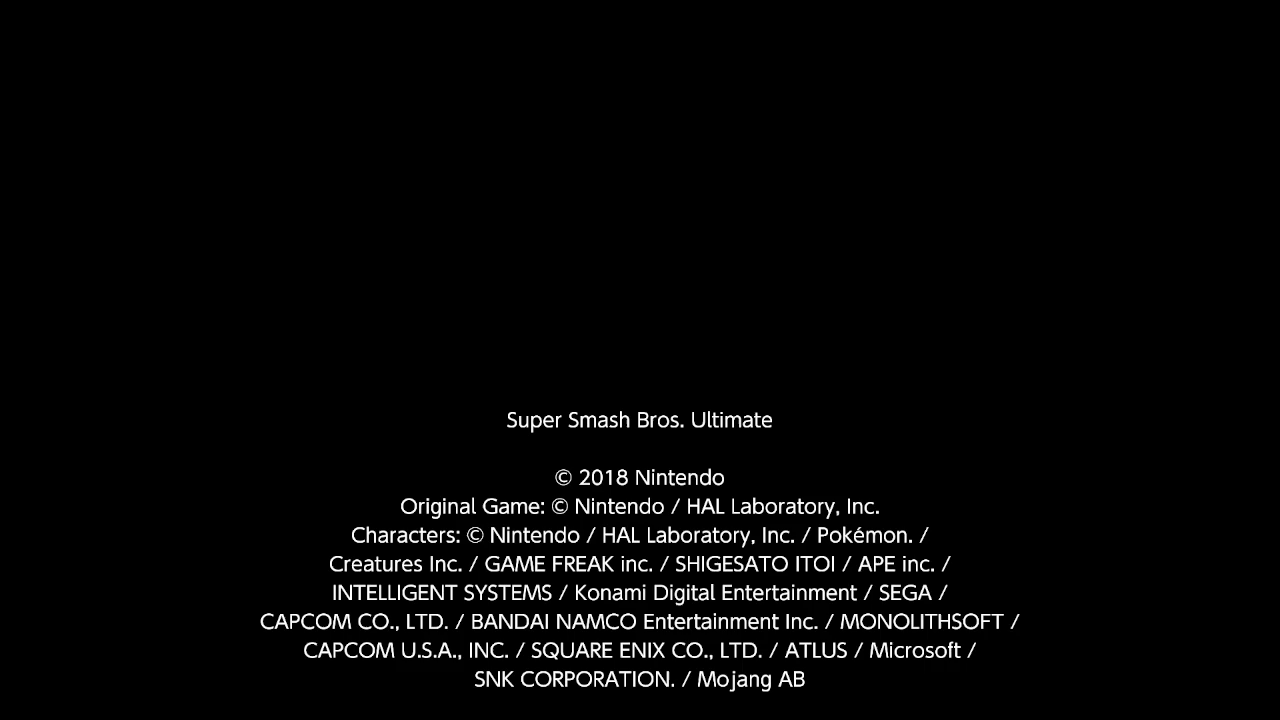 Super Smash Bros. Ultimate
© 2018 Nintendo
Original Game: © Nintendo / HAL Laboratory, Inc.
Characters: © Nintendo / HAL Laboratory, Inc. / Pokémon. /
Creatures Inc. / GAME FREAK inc. / SHIGESATO ITOI / APE inc. /
INTELLIGENT SYSTEMS / Konami Digital Entertainment / SEGA /
CAPCOM CO., LTD. / BANDAI NAMCO Entertainment Inc. / MONOLITHSOFT /
CAPCOM U.S.A., INC. / SQUARE ENIX CO., LTD. / ATLUS / Microsoft /
SNK CORPORATION. / Mojang AB